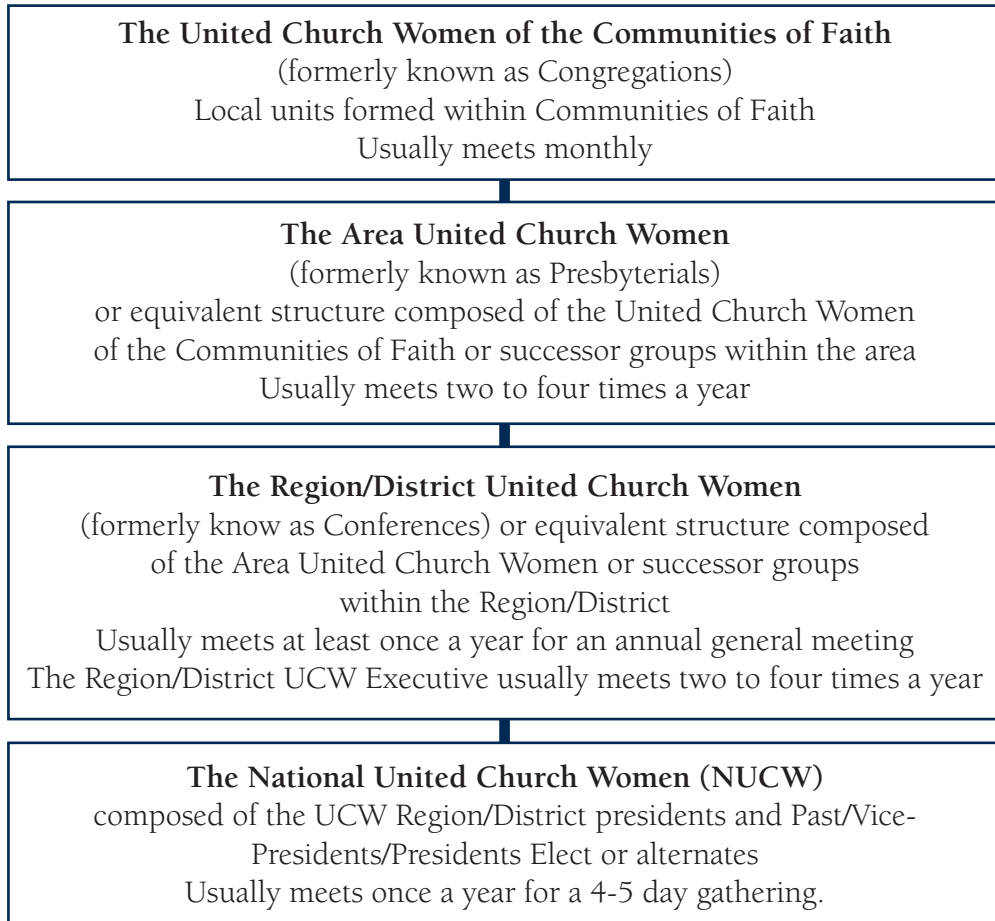 The United Church Women of the Communities of Faith
(formerly known as Congregations)
Local units formed within Communities of Faith
Usually meets monthly
The Area United Church Women
(formerly known as Presbyterials)
or equivalent structure composed of the United Church Women
of the Communities of Faith or successor groups within the area
Usually meets two to four times a year
The Region/District United Church Women
(formerly know as Conferences) or equivalent structure composed
of the Area United Church Women or successor groups
within the Region/District
Usually meets at least once a year for an annual general meeting
The Region/District UCW Executive usually meets two to four times a year
The National United Church Women (NUCW)
composed of the UCW Region/District presidents and Past/Vice-
Presidents/Presidents Elect or alternates
Usually meets once a year for a 4-5 day gathering.